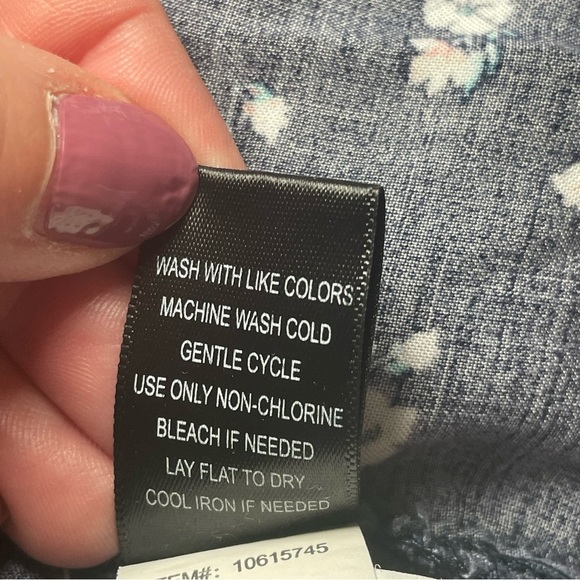 WASH WITH LIKE COLORS
MACHINE WASH COLD
GENTLE CYCLE
USE ONLY NON-CHLORINE
BLEACH IF NEEDED
LAY FLAT TO DRY
COOL IRON IF NEEDED
ITEM#: 10615745